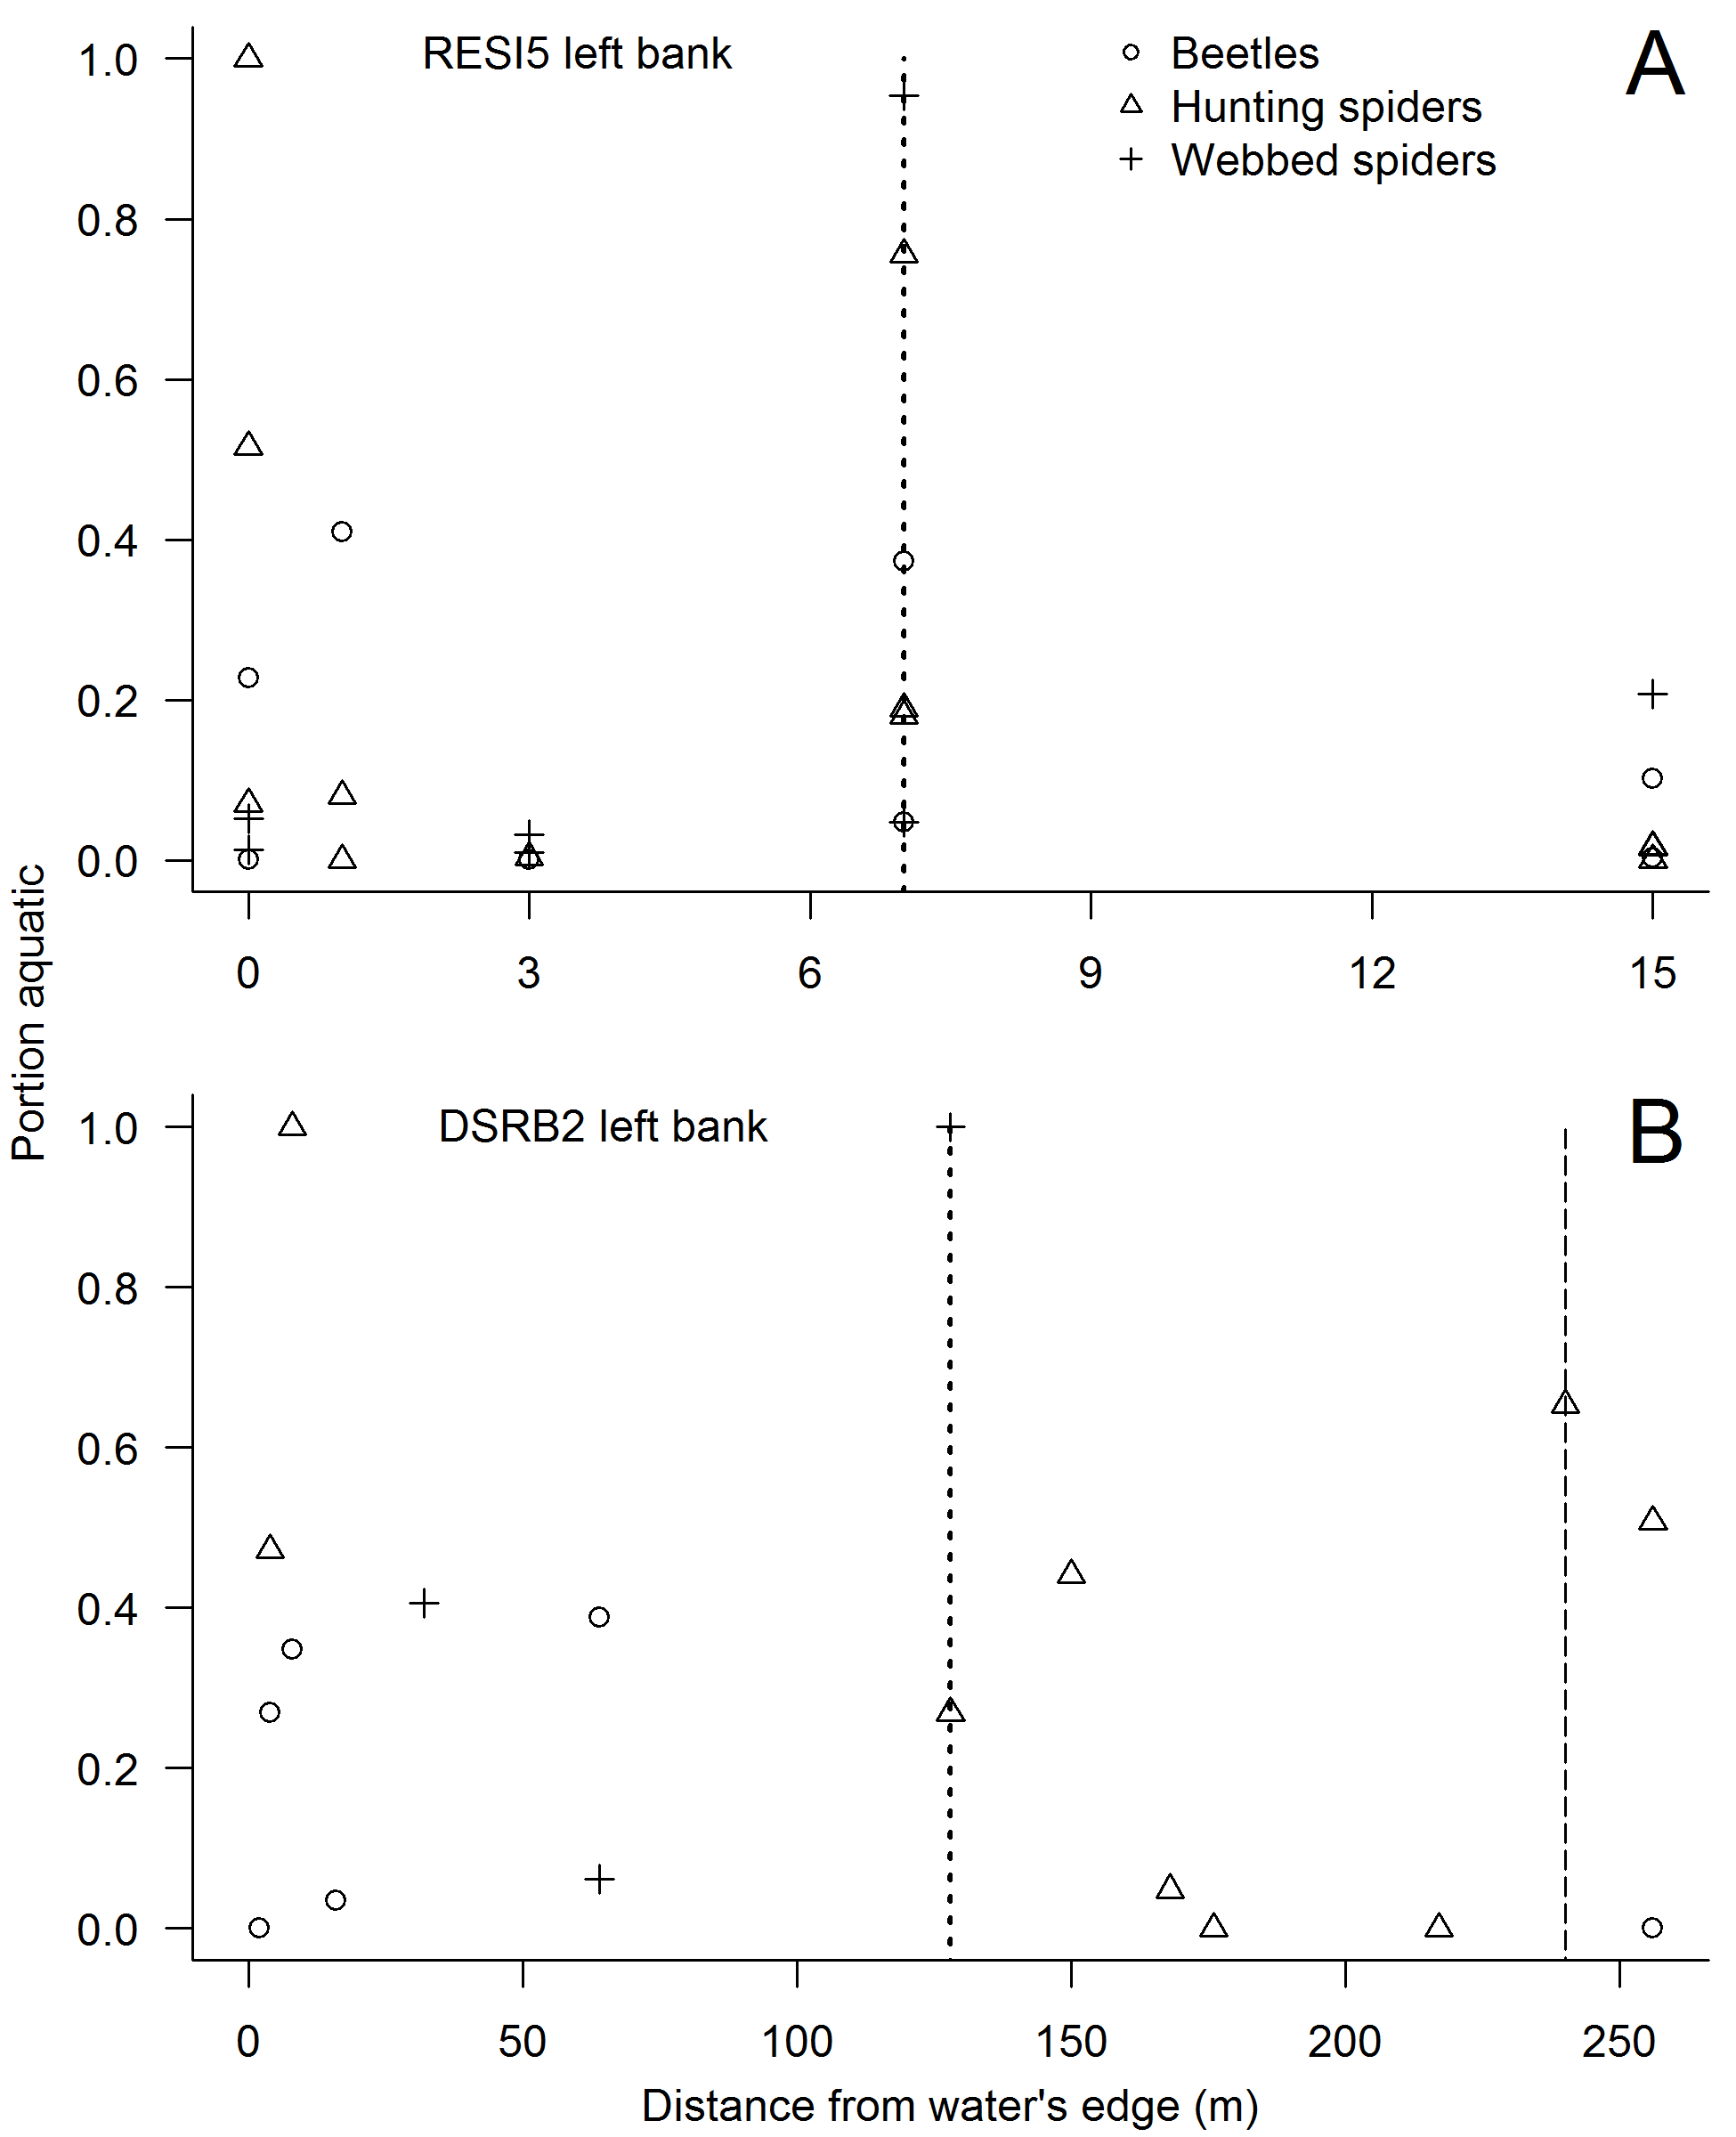 RESI5 left bank
Beetles
Hunting spiders
Webbed spiders
A
1.0
0.8
0.6
0.4
0.2
0.0
0 3 6 9 12 15
Portion aquatic
DSRB2 left bank
B
1.0
0.8
0.6
0.4
0.2
0.0
0 50 100 150 200 250
Distance from water's edge (m)